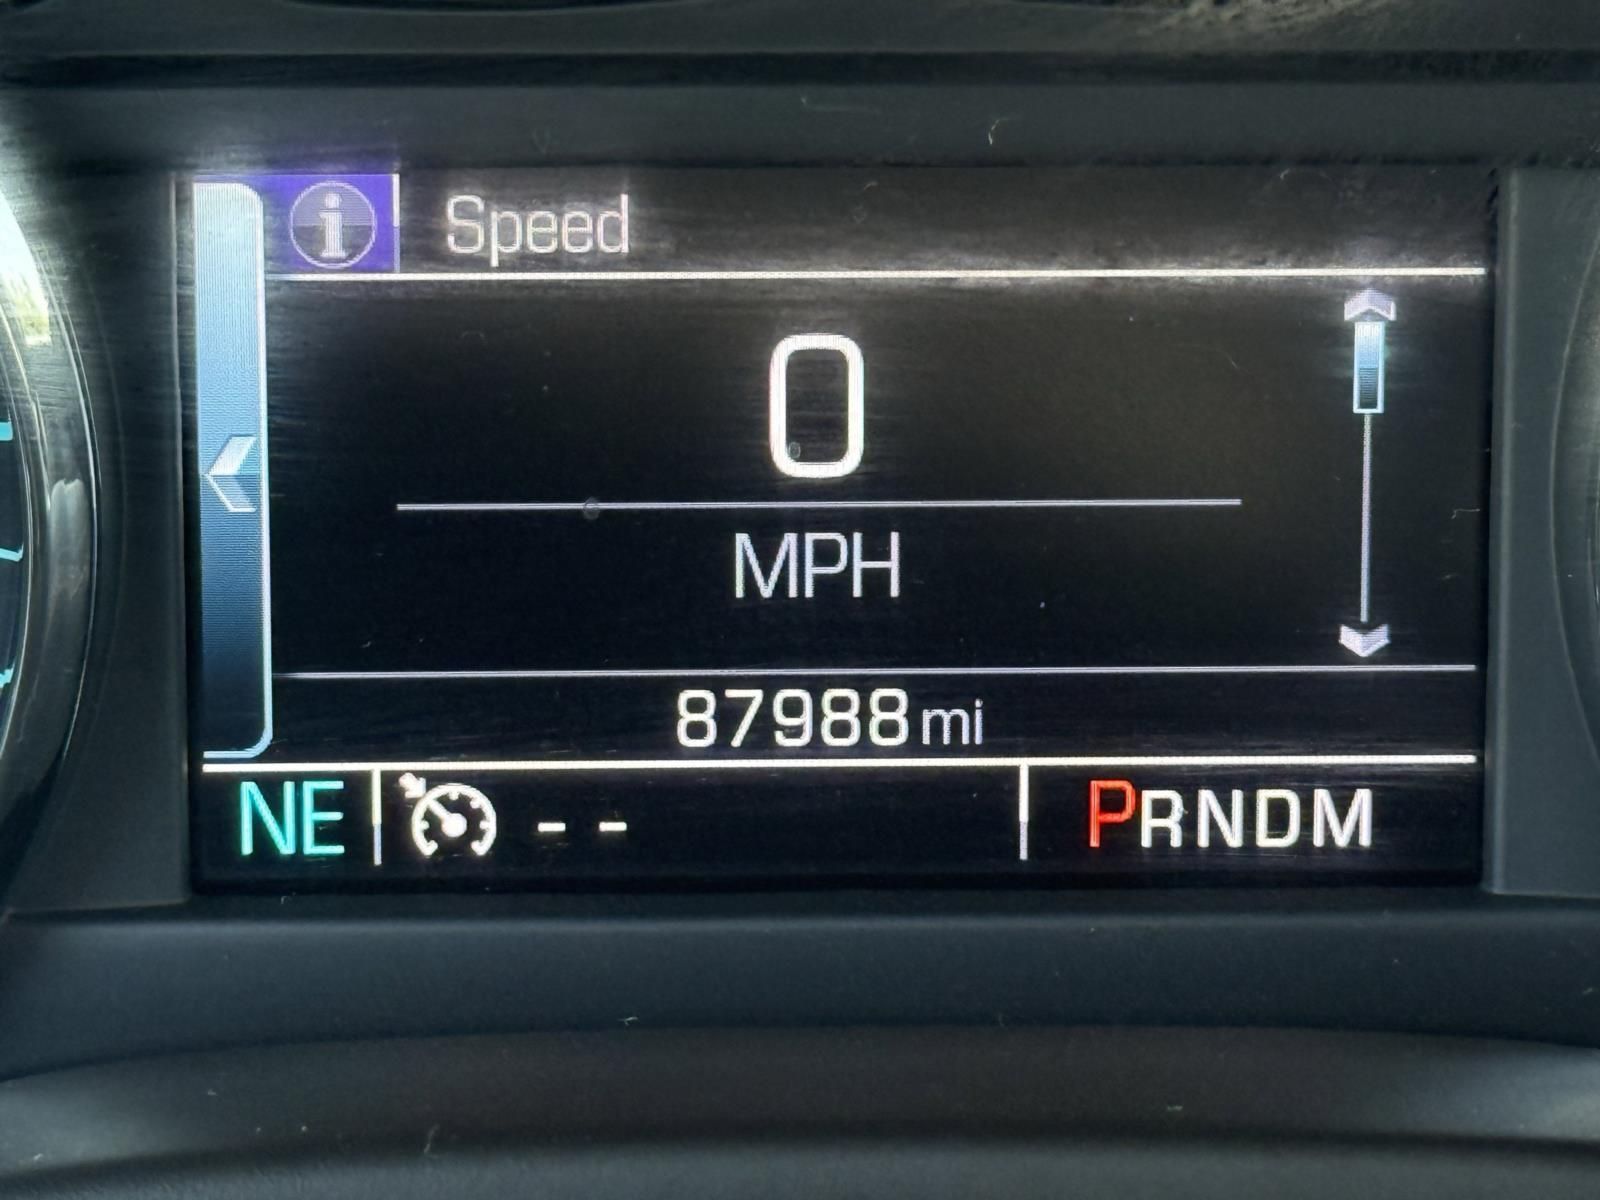 i Speed
0
MPH
87988 mi
NE -- PRNDM